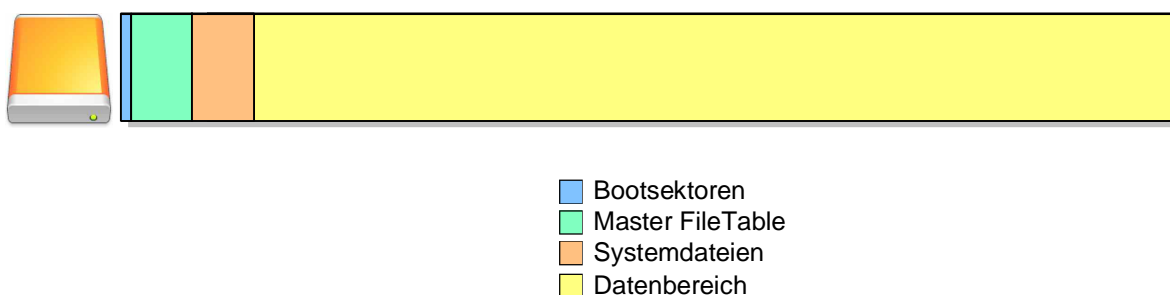 Bootsektoren
Master FileTable
Systemdateien
Datenbereich